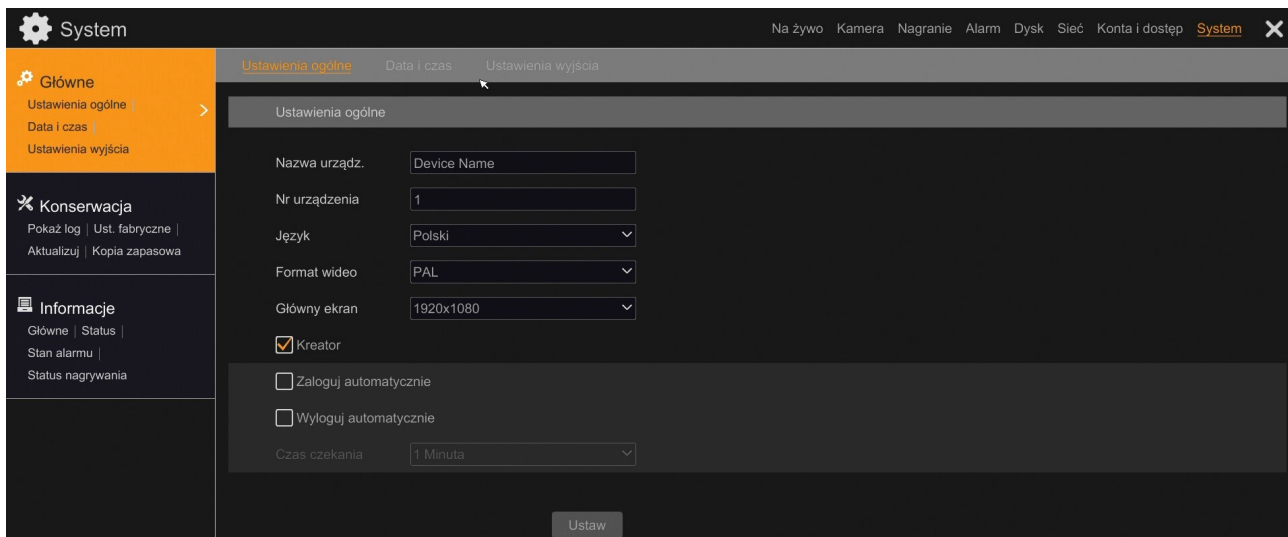 System
Na żywo Kamera Nagranie Alarm Dysk Sieć Konta i dostęp System
Główne
Ustawienia ogólne |
Data i czas |
Ustawienia wyjścia
Konserwacja
Pokaż log | Ust. fabryczne |
Aktualizuj | Kopia zapasowa
Informacje
Główne | Status |
Stan alarmu |
Status nagrywania
Ustawienia ogólne Data i czas Ustawienia wyjścia
Ustawienia ogólne
Nazwa urządz. Device Name
Nr urządzenia 1
Język Polski
Format wideo PAL
Główny ekran 1920x1080
Kreator
Zaloguj automatycznie
Wyloguj automatycznie
Czas czekania 1 Minuta
Ustaw